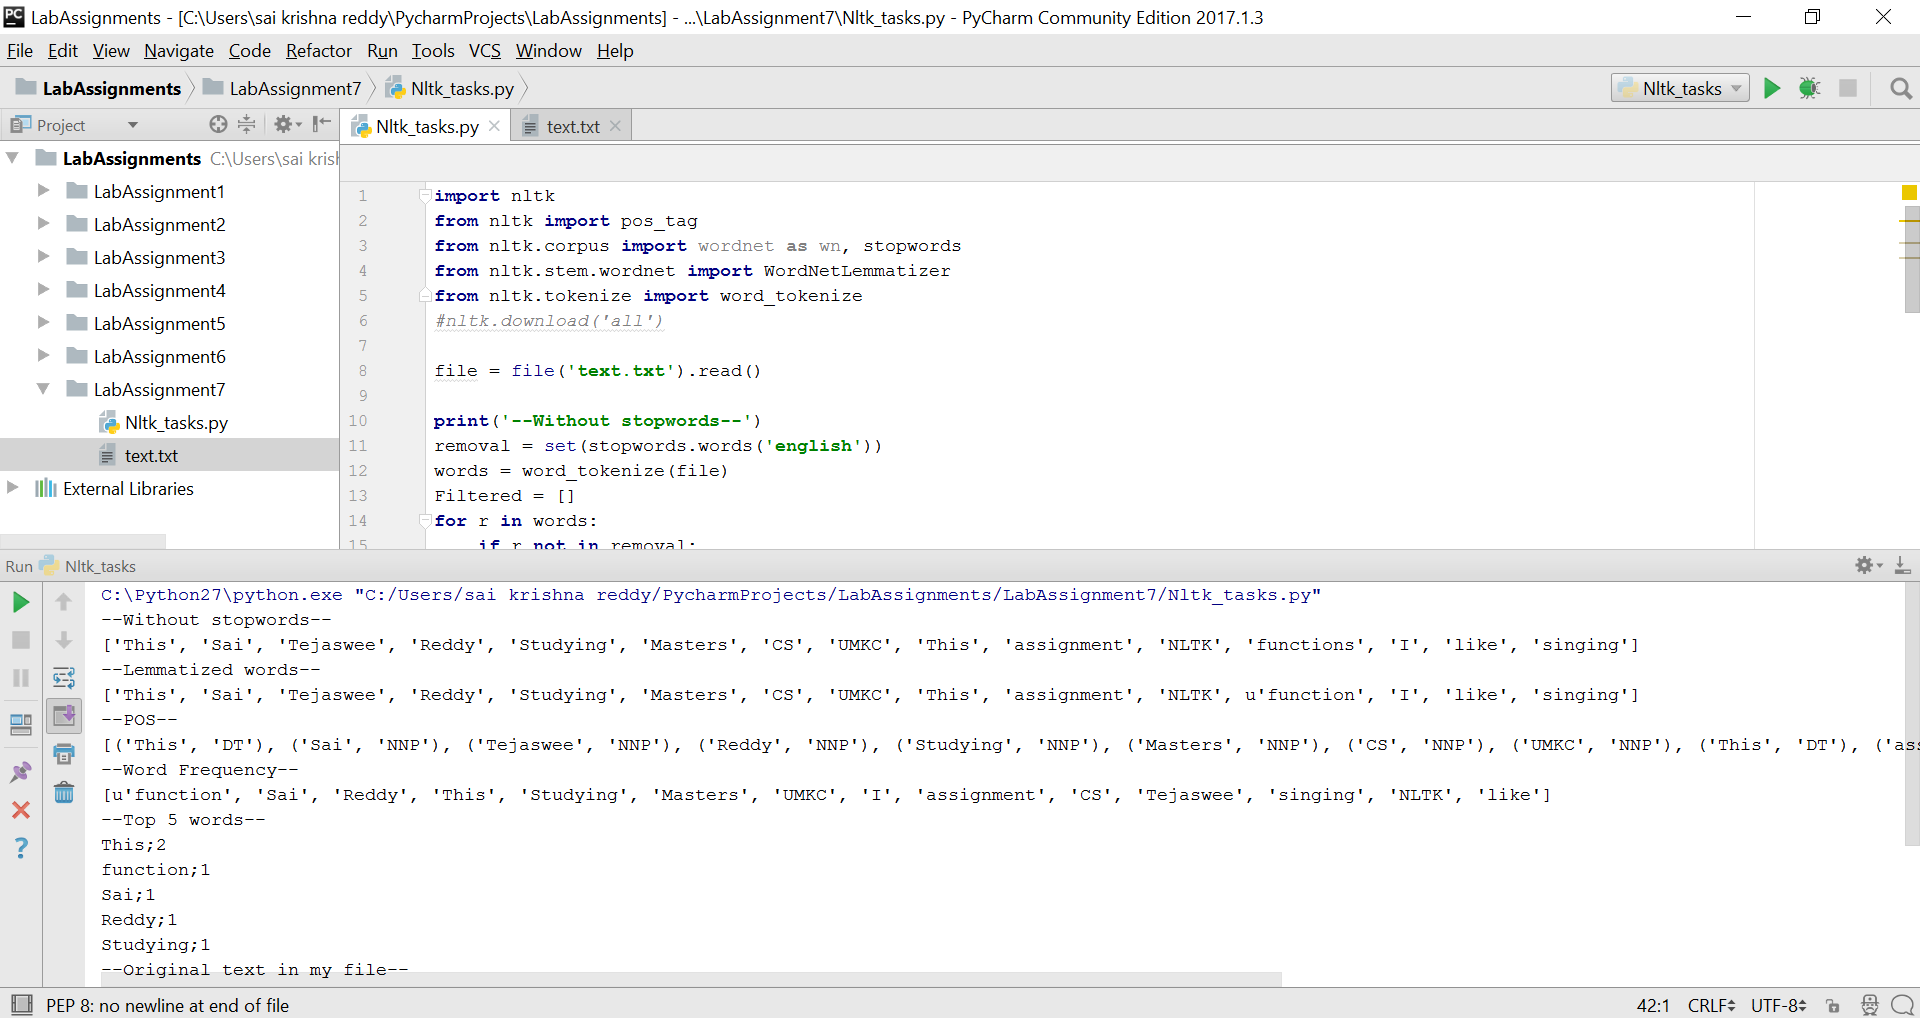 PC LabAssignments - [C:\Users\sai krishna reddy\PycharmProjects\LabAssignments] - ...\LabAssignment7\Nltk_tasks.py - PyCharm Community Edition 2017.1.3
File Edit View Navigate Code Refactor Run Tools VCS Window Help
LabAssignments LabAssignment7 Nltk_tasks.py Nltk_tasks
Project Nltk_tasks.py text.txt
LabAssignments C:\Users\sai krish
LabAssignment1
LabAssignment2
LabAssignment3
LabAssignment4
LabAssignment5
LabAssignment6
LabAssignment7
Nltk_tasks.py
text.txt
External Libraries
1 import nltk
2 from nltk import pos_tag
3 from nltk.corpus import wordnet as wn, stopwords
4 from nltk.stem.wordnet import WordNetLemmatizer
5 from nltk.tokenize import word_tokenize
6 #nltk.download('all')
7
8 file = file('text.txt').read()
9
10 print('--Without stopwords--')
11 removal = set(stopwords.words('english'))
12 words = word_tokenize(file)
13 Filtered = []
14 for r in words:
15 if r not in removal:
Run Nltk_tasks
C:\Python27\python.exe "C:/Users/sai krishna reddy/PycharmProjects/LabAssignments/LabAssignment7/Nltk_tasks.py"
--Without stopwords--
['This', 'Sai', 'Tejaswee', 'Reddy', 'Studying', 'Masters', 'CS', 'UMKC', 'This', 'assignment', 'NLTK', 'functions', 'I', 'like', 'singing']
--Lemmatized words--
['This', 'Sai', 'Tejaswee', 'Reddy', 'Studying', 'Masters', 'CS', 'UMKC', 'This', 'assignment', 'NLTK', u'function', 'I', 'like', 'singing']
--POS--
[('This', 'DT'), ('Sai', 'NNP'), ('Tejaswee', 'NNP'), ('Reddy', 'NNP'), ('Studying', 'NNP'), ('Masters', 'NNP'), ('CS', 'NNP'), ('UMKC', 'NNP'), ('This', 'DT'), ('ass
--Word Frequency--
[u'function', 'Sai', 'Reddy', 'This', 'Studying', 'Masters', 'UMKC', 'I', 'assignment', 'CS', 'Tejaswee', 'singing', 'NLTK', 'like']
--Top 5 words--
This;2
function;1
Sai;1
Reddy;1
Studying;1
--Original text in my file--
PEP 8: no newline at end of file 42:1 CRLF UTF-8